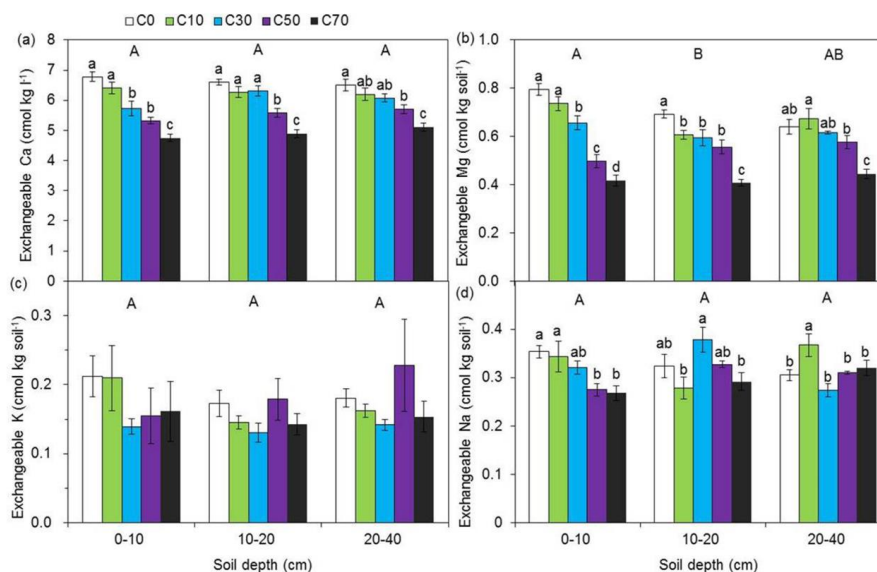 C0 C10 C30 C50 C70
(a)
A A A
a a b b c
a a a b c
a ab ab b c
8
7
6
5
4
3
2
1
0
Exchangeable Ca (cmol kg l⁻¹)
(b)
A B AB
a a b c d
a b b b c
ab a ab b c
1.0
0.8
0.6
0.4
0.2
0.0
Exchangeble Mg (cmol kg soil⁻¹)
(c)
A A A
0.3
0.2
0.1
0.0
Exchangeable K (cmol kg soil⁻¹)
0-10 10-20 20-40
Soil depth (cm)
(d)
A A A
a a ab b b
ab b a b b
b a b b b
0.4
0.3
0.2
0.1
0
Exchangeable Na (cmol kg soil⁻¹)
0-10 10-20 20-40
Soil depth (cm)